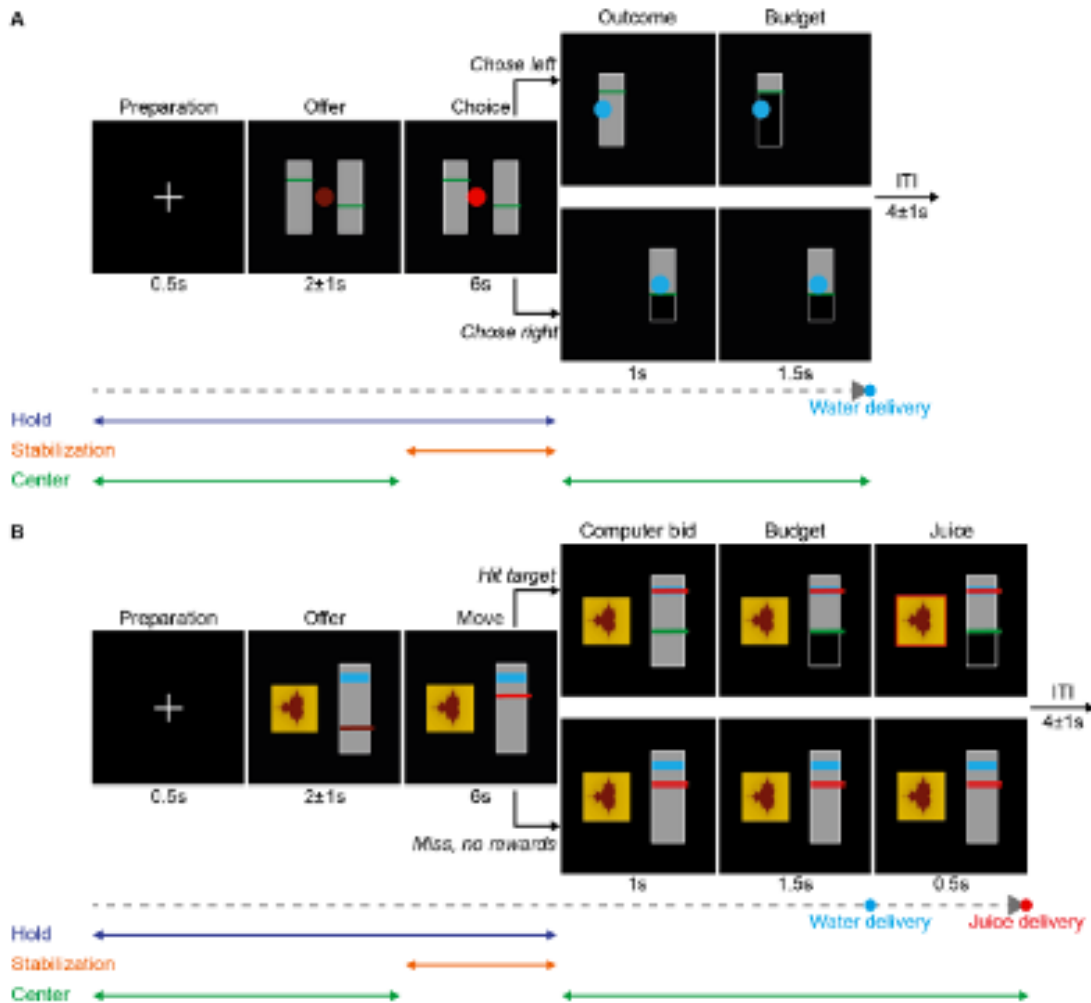 A
Outcome
Budget
Chose left
Preparation
Offer
Choice
ITI
4±1s
0.5s
2±1s
6s
Chose right
1s
1.5s
Water delivery
Hold
Stabilization
Center
B
Computer bid
Budget
Juice
Hit target
Preparation
Offer
Move
ITI
4±1s
0.5s
2±1s
6s
Miss, no rewards
1s
1.5s
0.5s
Water delivery
Juice delivery
Hold
Stabilization
Center